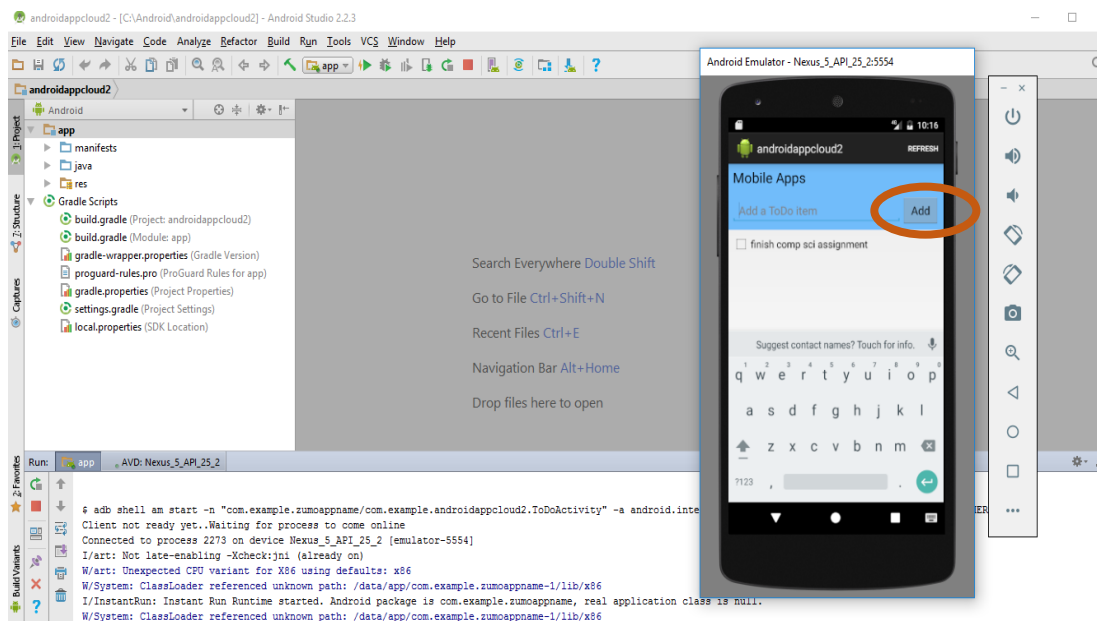 androidappcloud2 - [C:\Android\androidappcloud2] - Android Studio 2.2.3
File Edit View Navigate Code Analyze Refactor Build Run Tools VCS Window Help
app
androidappcloud2
Android
1: Project
app
manifests
java
res
Gradle Scripts
build.gradle (Project: androidappcloud2)
build.gradle (Module: app)
gradle-wrapper.properties (Gradle Version)
proguard-rules.pro (ProGuard Rules for app)
gradle.properties (Project Properties)
settings.gradle (Project Settings)
local.properties (SDK Location)
7: Structure
Captures
2: Favorites
Build Variants
Search Everywhere Double Shift
Go to File Ctrl+Shift+N
Recent Files Ctrl+E
Navigation Bar Alt+Home
Drop files here to open
Android Emulator - Nexus_5_API_25_2:5554
10:16
androidappcloud2 REFRESH
Mobile Apps
Add a ToDo item Add
finish comp sci assignment
Suggest contact names? Touch for info.
1 2 3 4 5 6 7 8 9 0
q w e r t y u i o p
a s d f g h j k l
z x c v b n m
?123 , .
Run: app AVD: Nexus_5_API_25_2
$ adb shell am start -n "com.example.zumoappname/com.example.androidappcloud2.ToDoActivity" -a android.inte
Client not ready yet..Waiting for process to come online
Connected to process 2273 on device Nexus_5_API_25_2 [emulator-5554]
I/art: Not late-enabling -Xcheck:jni (already on)
W/art: Unexpected CPU variant for X86 using defaults: x86
W/System: ClassLoader referenced unknown path: /data/app/com.example.zumoappname-1/lib/x86
I/InstantRun: Instant Run Runtime started. Android package is com.example.zumoappname, real application class is null.
W/System: ClassLoader referenced unknown path: /data/app/com.example.zumoappname-1/lib/x86